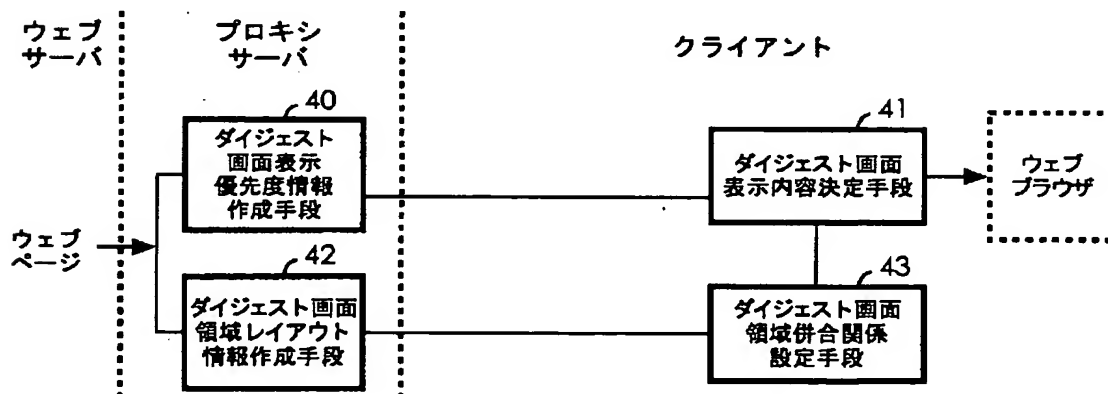 ウェブ
サーバ
プロキシ
サーバ
クライアント
40
ダイジェスト
画面表示
優先度情報
作成手段
41
ダイジェスト画面
表示内容決定手段
ウェブ
ブラウザ
ウェブ
ページ
42
ダイジェスト画面
領域レイアウト
情報作成手段
43
ダイジェスト画面
領域併合関係
設定手段